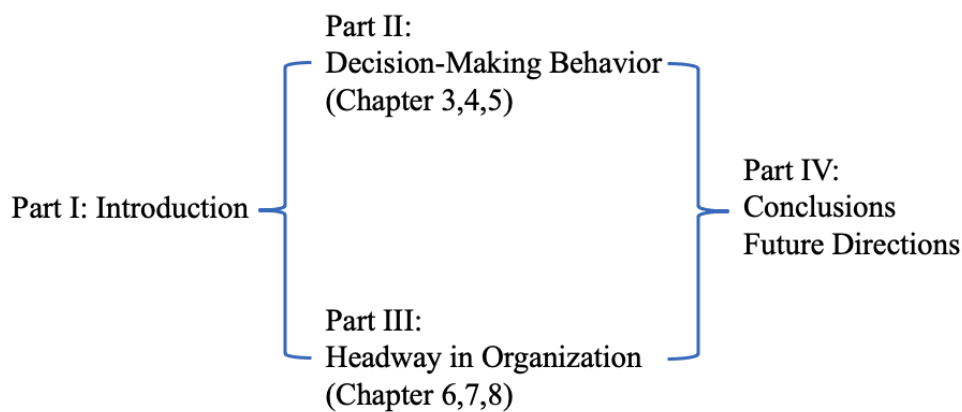 Part I: Introduction
Part II:
Decision-Making Behavior
(Chapter 3,4,5)
Part III:
Headway in Organization
(Chapter 6,7,8)
Part IV:
Conclusions
Future Directions